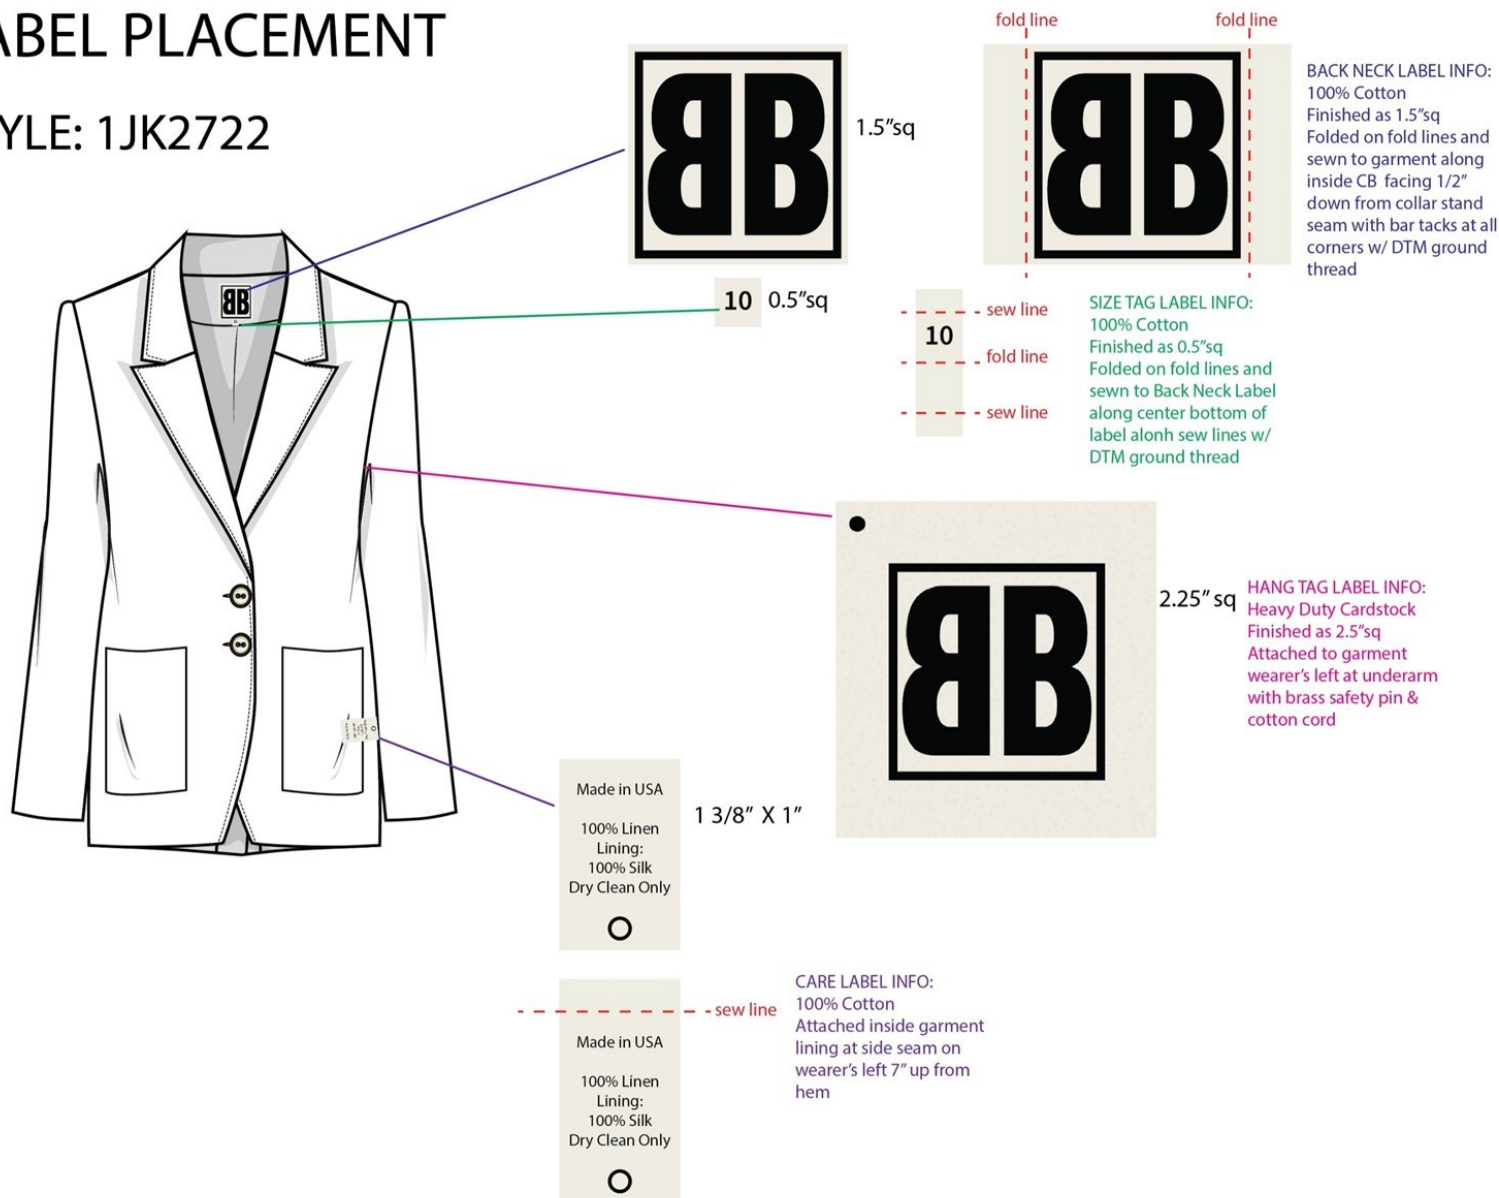 ABEL PLACEMENT
YLE: 1JK2722
fold line
fold line
BB
1.5”sq
BB
BACK NECK LABEL INFO:
100% Cotton
Finished as 1.5”sq
Folded on fold lines and
sewn to garment along
inside CB facing 1/2”
down from collar stand
seam with bar tacks at all
corners w/ DTM ground
thread
BB
10
0.5”sq
sew line
10
fold line
sew line
SIZE TAG LABEL INFO:
100% Cotton
Finished as 0.5”sq
Folded on fold lines and
sewn to Back Neck Label
along center bottom of
label alonh sew lines w/
DTM ground thread
BB
2.25” sq
HANG TAG LABEL INFO:
Heavy Duty Cardstock
Finished as 2.5”sq
Attached to garment
wearer’s left at underarm
with brass safety pin &
cotton cord
Made in USA
100% Linen
Lining:
100% Silk
Dry Clean Only
1 3/8” X 1”
sew line
Made in USA
100% Linen
Lining:
100% Silk
Dry Clean Only
CARE LABEL INFO:
100% Cotton
Attached inside garment
lining at side seam on
wearer’s left 7” up from
hem